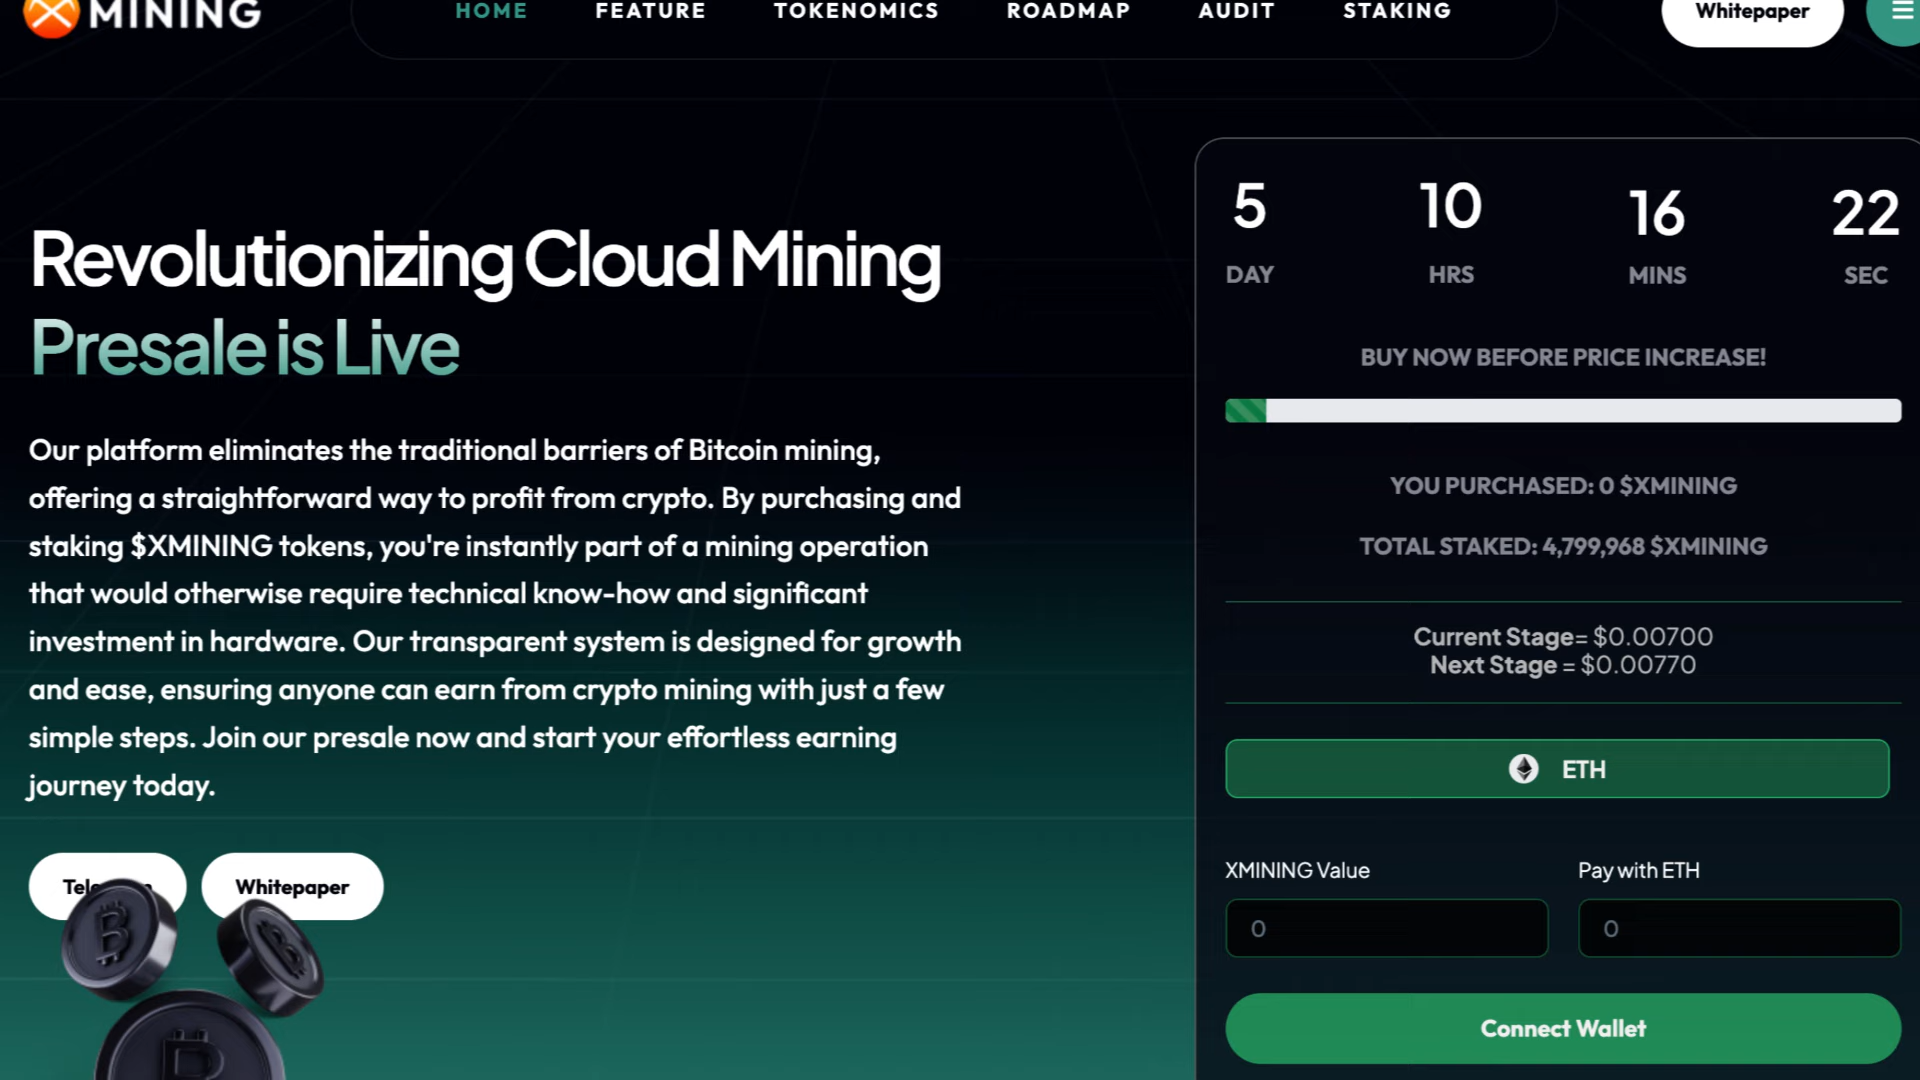 MINING
HOME
FEATURE
TOKENOMICS
ROADMAP
AUDIT
STAKING
Whitepaper
Revolutionizing Cloud Mining
Presale is Live
Our platform eliminates the traditional barriers of Bitcoin mining,
offering a straightforward way to profit from crypto. By purchasing and
staking $XMINING tokens, you're instantly part of a mining operation
that would otherwise require technical know-how and significant
investment in hardware. Our transparent system is designed for growth
and ease, ensuring anyone can earn from crypto mining with just a few
simple steps. Join our presale now and start your effortless earning
journey today.
Whitepaper
5 10 16 22
DAY HRS MINS SEC
BUY NOW BEFORE PRICE INCREASE!
YOU PURCHASED: 0 $XMINING
TOTAL STAKED: 4,799,968 $XMINING
Current Stage= $0.00700
Next Stage = $0.00770
ETH
XMINING Value
Pay with ETH
0
0
Connect Wallet